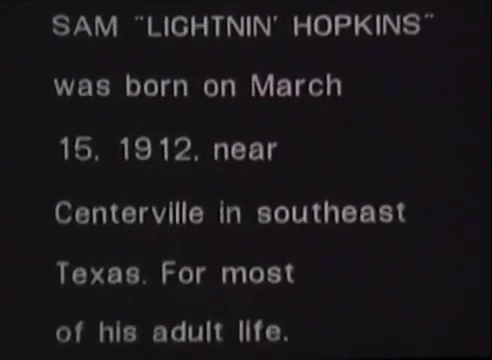 SAM "LIGHTNIN' HOPKINS"
was born on March
15, 1912, near
Centerville in southeast
Texas. For most
of his adult life.